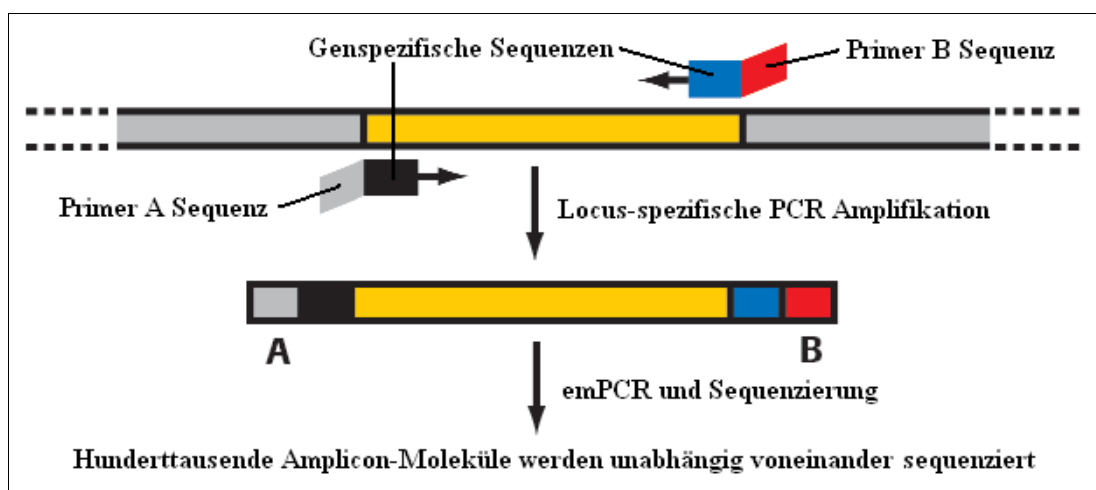 Genspezifische Sequenzen
Primer B Sequenz
Primer A Sequenz
Locus-spezifische PCR Amplifikation
A
B
emPCR und Sequenzierung
Hunderttausende Amplicon-Moleküle werden unabhängig voneinander sequenziert